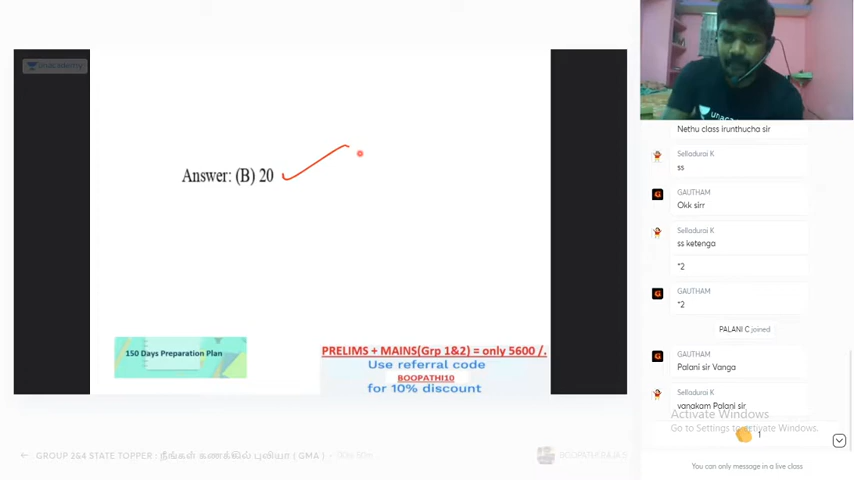 unacademy
Answer: (B) 20
150 Days Preparation Plan
PRELIMS + MAINS(Grp 1&2) = only 5600 /.
Use referral code
BOOPATHI10
for 10% discount
GROUP 2&4 STATE TOPPER : நீங்கள் கணக்கில் புலியா ( GMA )
unaca
Nethu class irunthucha sir
Selladurai K
ss
GAUTHAM
Okk sirr
Selladurai K
ss ketenga
*2
GAUTHAM
*2
PALANI C joined
GAUTHAM
Palani sir Vanga
Selladurai K
vanakam Palani sir
Activate Windows
Go to Settings to activate Windows.
1
You can only message in a live class